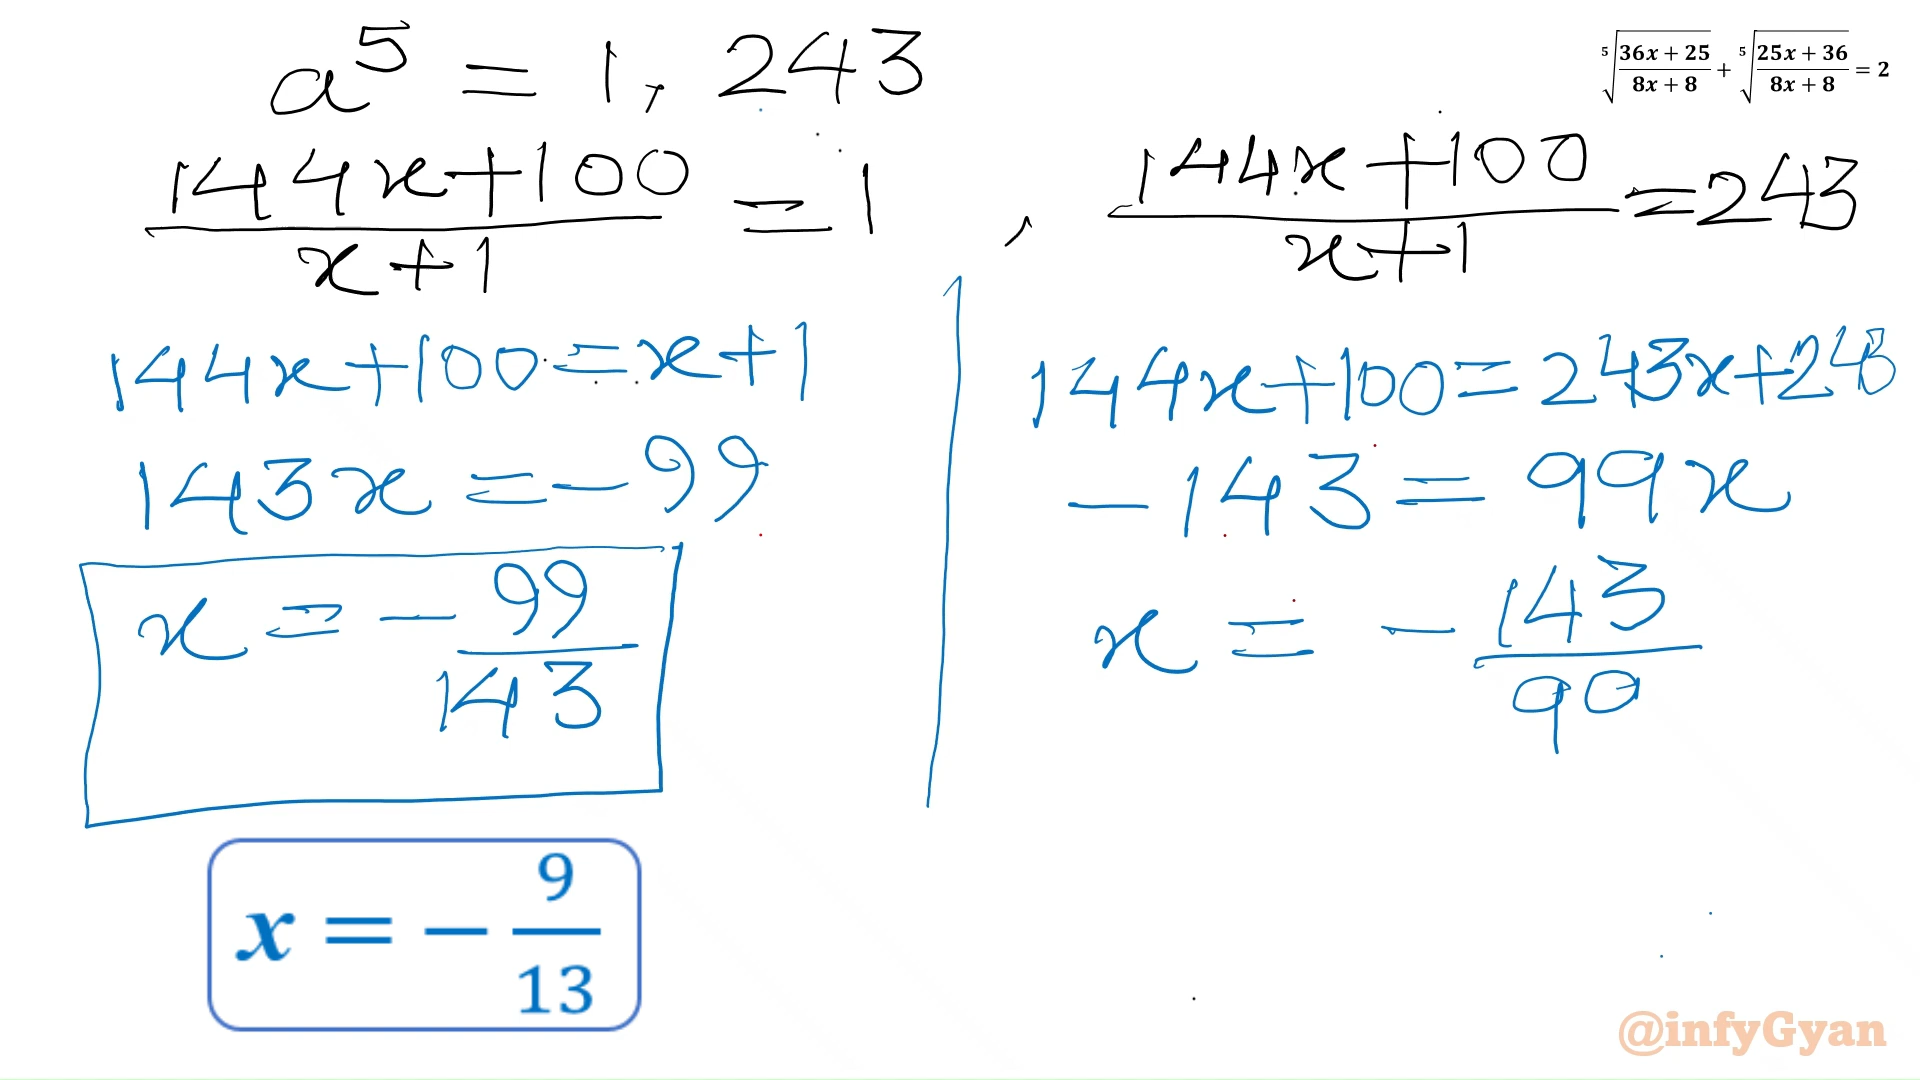 a⁵ = 1, 243
⁵√((36x + 25)/(8x + 8)) + ⁵√((25x + 36)/(8x + 8)) = 2
(144x+100)/(x+1) = 1 , (144x+100)/(x+1) = 243
144x+100=x+1
143x = -99
x = -99/143
x = -9/13
144x+100=243x+243
-143 = 99x
x = -143/90
@infyGyan